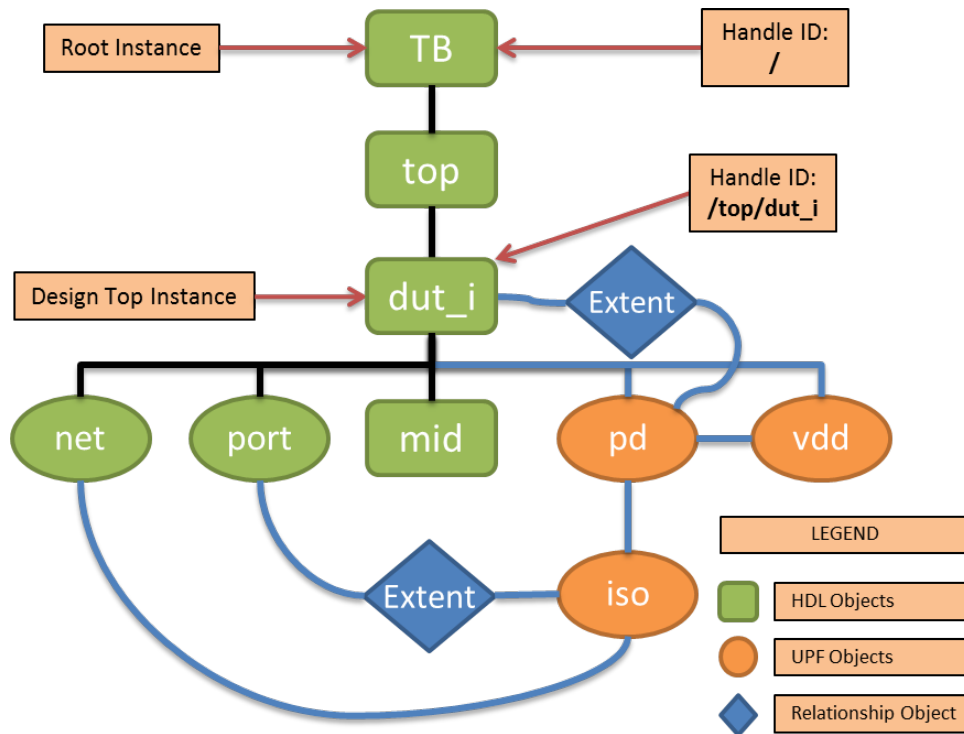 Root Instance
TB
Handle ID:
/
top
Handle ID:
/top/dut_i
Design Top Instance
dut_i
Extent
net
port
mid
pd
vdd
Extent
iso
LEGEND
HDL Objects
UPF Objects
Relationship Object